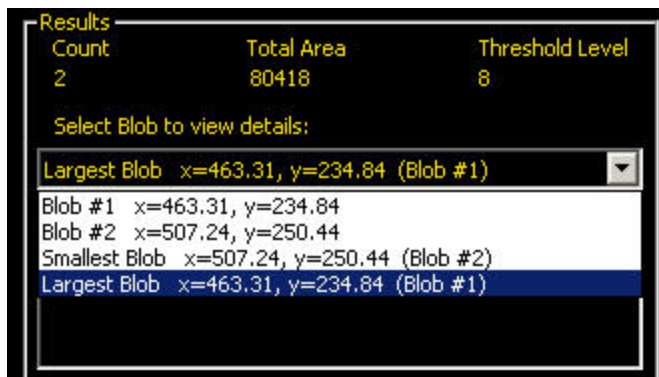 Results
Count Total Area Threshold Level
2 80418 8
Select Blob to view details:
Largest Blob x=463.31, y=234.84 (Blob #1)
Blob #1 x=463.31, y=234.84
Blob #2 x=507.24, y=250.44
Smallest Blob x=507.24, y=250.44 (Blob #2)
Largest Blob x=463.31, y=234.84 (Blob #1)